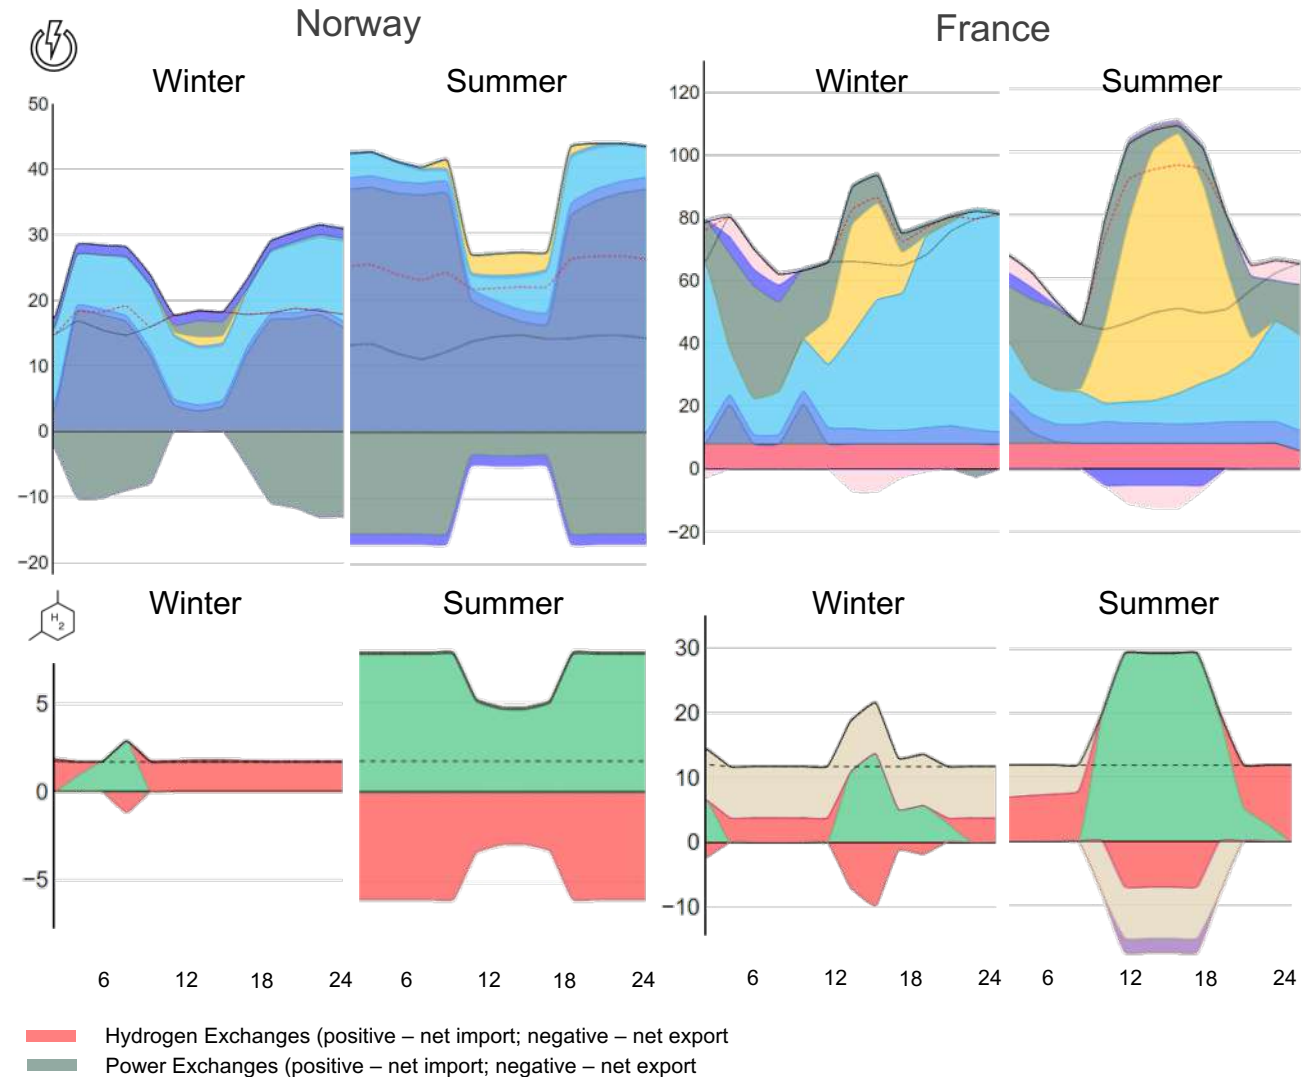 Norway
France
Winter
Summer
Winter
Summer
50
40
30
20
10
0
−10
−20
120
100
80
60
40
20
0
−20
H
2
Winter
Summer
Winter
Summer
5
0
−5
30
20
10
0
−10
6 12 18 24 6 12 18 24 6 12 18 24 6 12 18 24
Hydrogen Exchanges (positive – net import; negative – net export
Power Exchanges (positive – net import; negative – net export